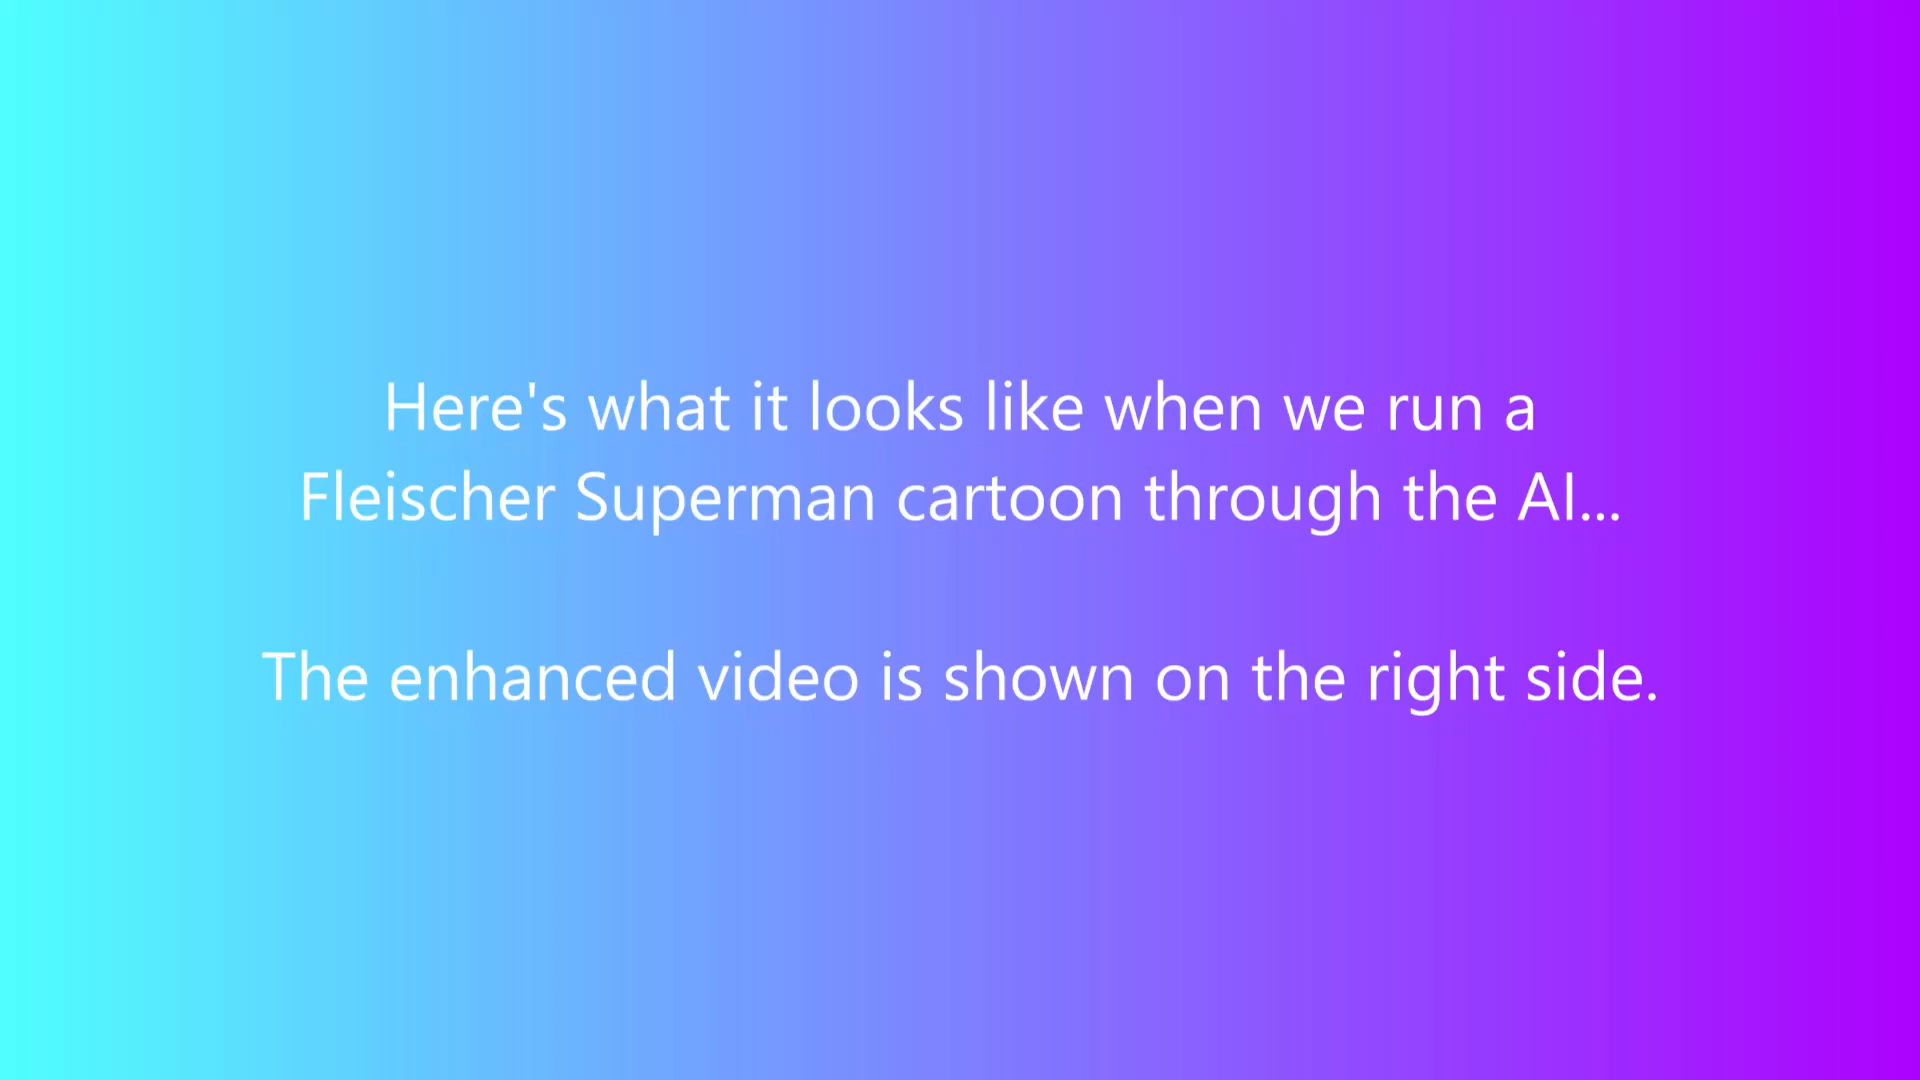 Here's what it looks like when we run a
Fleischer Superman cartoon through the AI...
The enhanced video is shown on the right side.